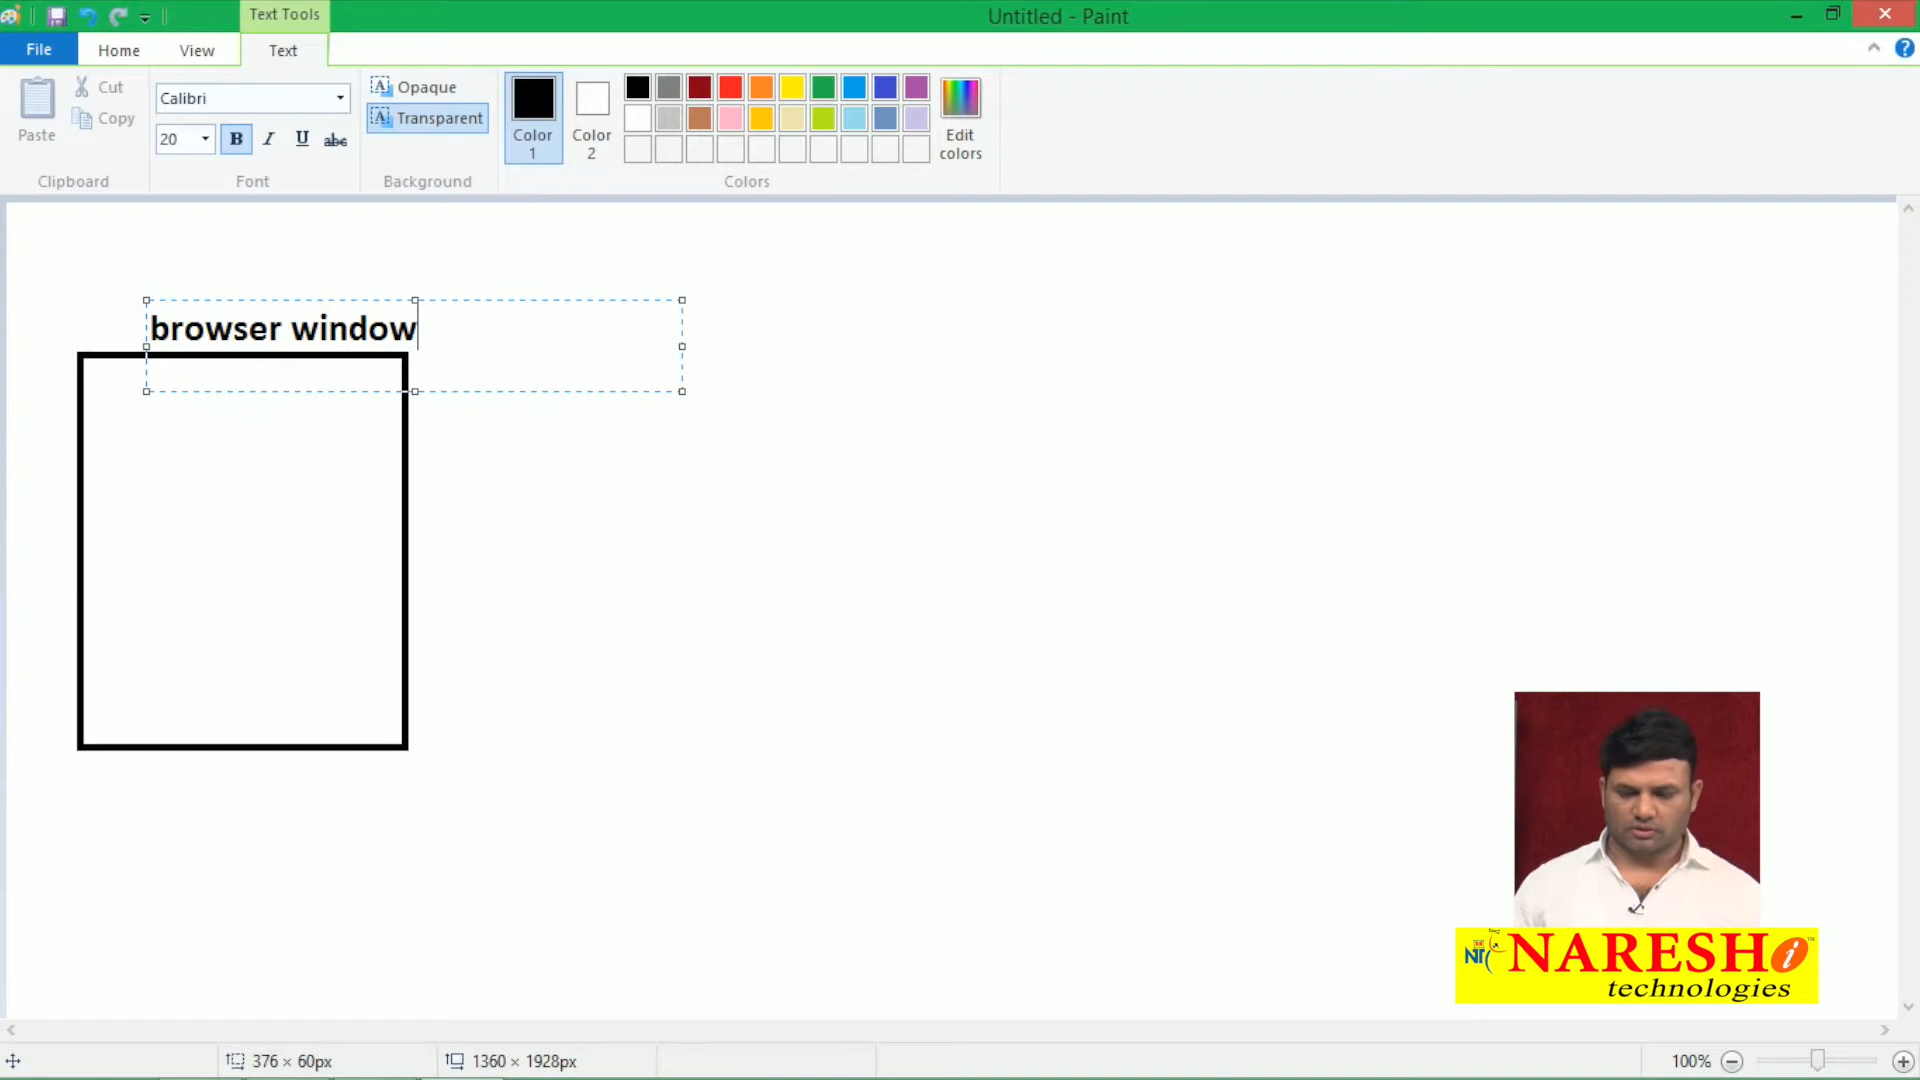 Text Tools
Untitled - Paint
File Home View Text
Paste
Cut
Copy
Clipboard
Calibri
20 B I U abc
Font
Opaque
Transparent
Background
Color 1
Color 2
Edit colors
Colors
browser window
NARESH i ™
technologies
376 × 60px
1360 × 1928px
100%